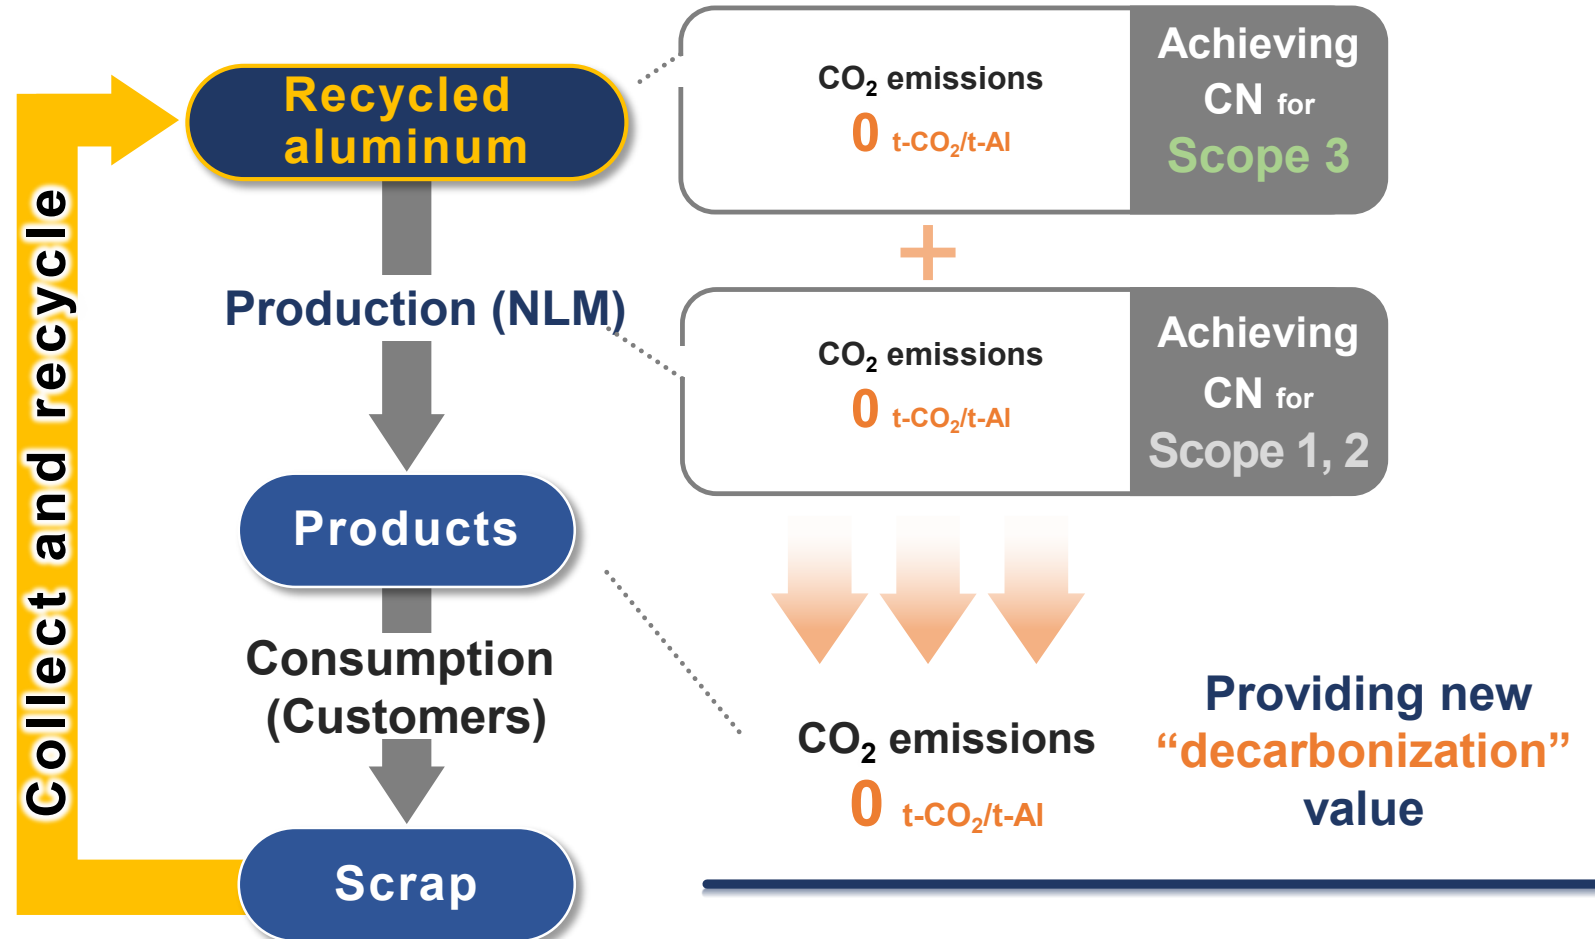 Collect and recycle
Recycled
aluminum
Production (NLM)
Products
Consumption
(Customers)
Scrap
CO₂ emissions
0 t-CO₂/t-Al
Achieving
CN for
Scope 3
+
CO₂ emissions
0 t-CO₂/t-Al
Achieving
CN for
Scope 1, 2
CO₂ emissions
0 t-CO₂/t-Al
Providing new
“decarbonization”
value